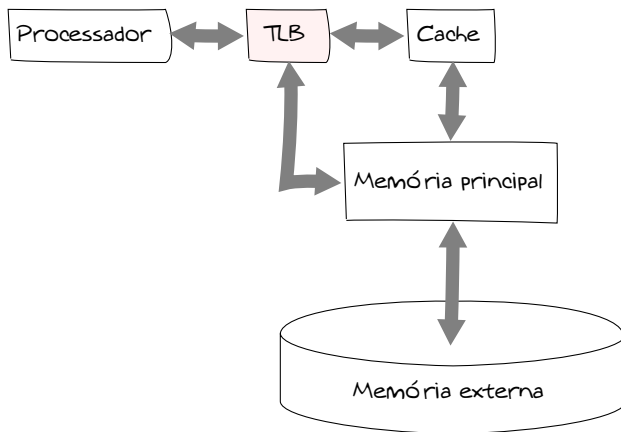 Processador
TLB
Cache
Memória principal
Memória externa